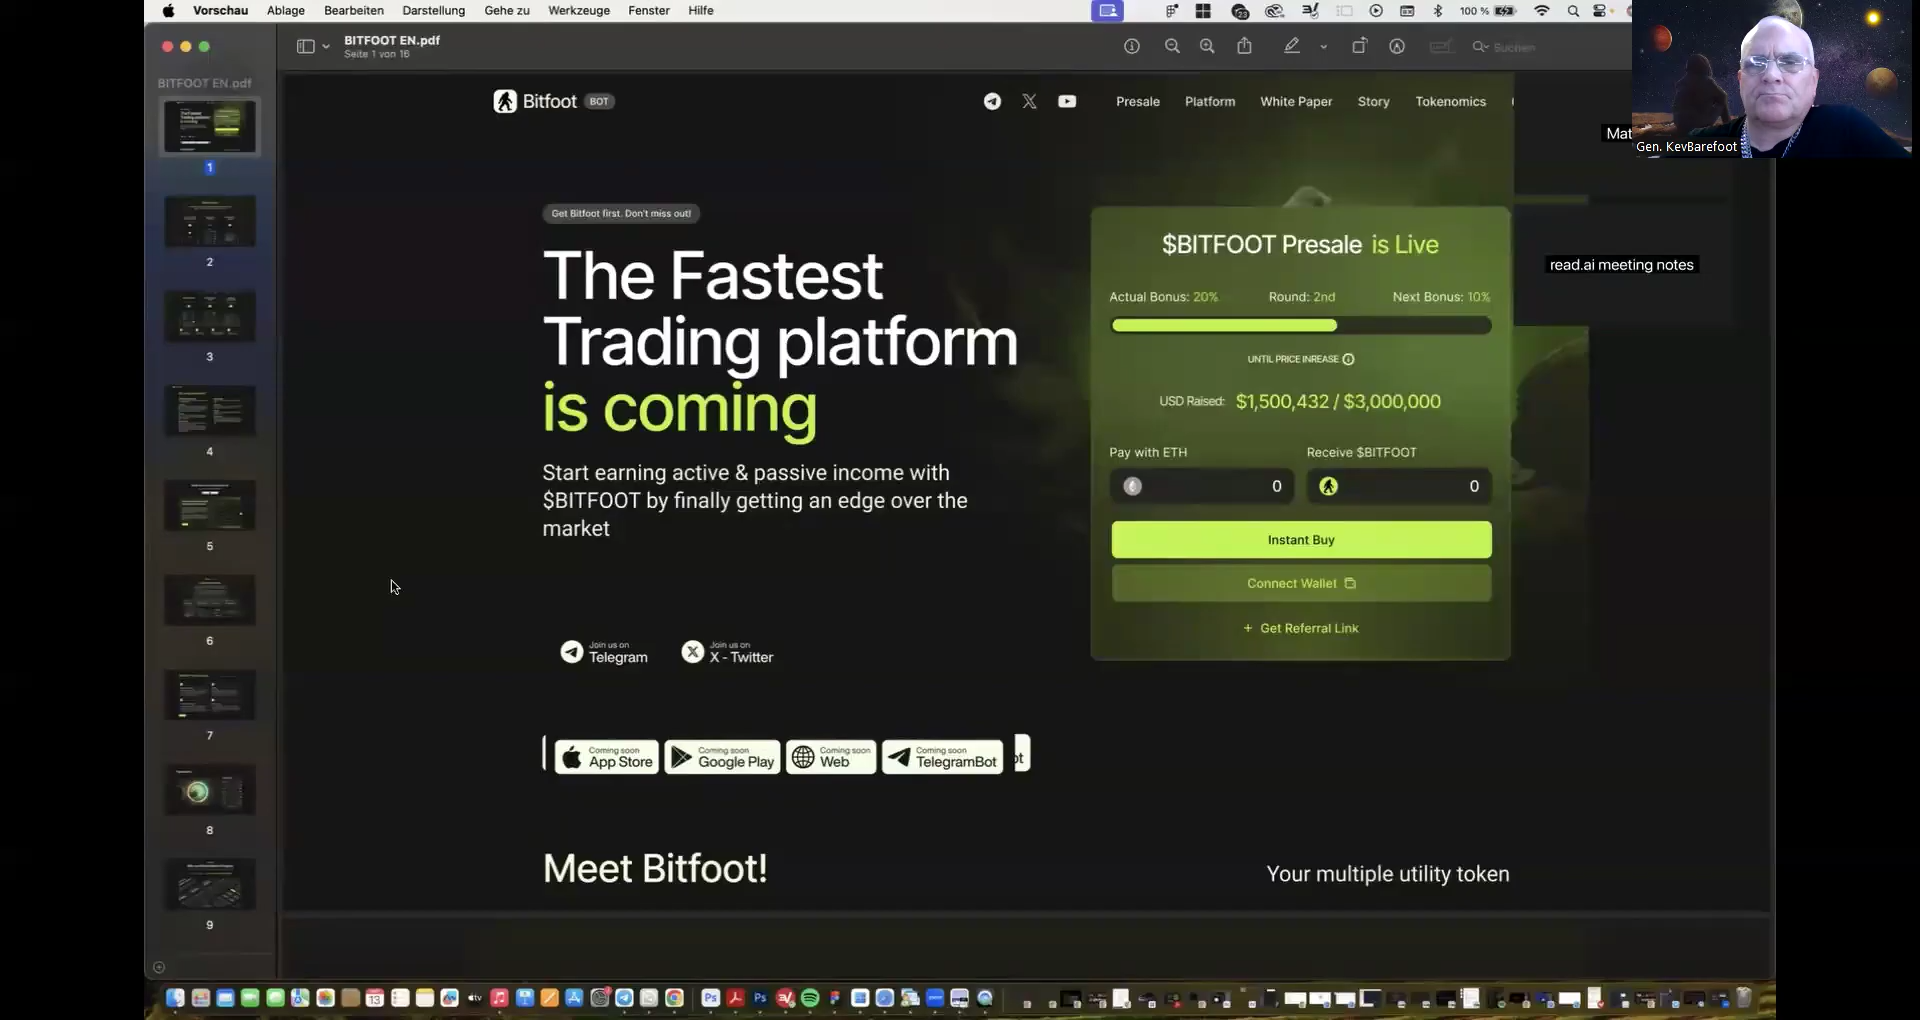 Vorschau Ablage Bearbeiten Darstellung Gehe zu Werkzeuge Fenster Hilfe
100 %
BITFOOT EN.pdf
Seite 1 von 16
Suchen
BITFOOT EN.pdf
1
2
3
4
5
6
7
8
9
Bitfoot BOT
Presale Platform White Paper Story Tokenomics
Get Bitfoot first. Don't miss out!
The Fastest
Trading platform
is coming
Start earning active & passive income with
$BITFOOT by finally getting an edge over the
market
Join us on
Telegram
Join us on
X - Twitter
Coming soon
App Store
Coming soon
Google Play
Coming soon
Web
Coming soon
TelegramBot
ot
$BITFOOT Presale is Live
Actual Bonus: 20% Round: 2nd Next Bonus: 10%
UNTIL PRICE INREASE
USD Raised: $1,500,432 / $3,000,000
Pay with ETH Receive $BITFOOT
0 0
Instant Buy
Connect Wallet
+ Get Referral Link
Meet Bitfoot!
Your multiple utility token
Mat
Gen. KevBarefoot
read.ai meeting notes
13